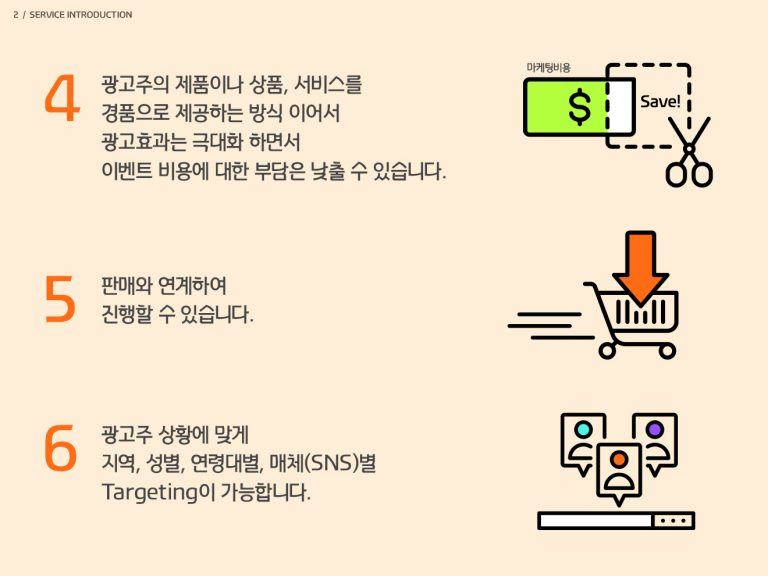 2 / SERVICE INTRODUCTION
4
광고주의 제품이나 상품, 서비스를
경품으로 제공하는 방식 이어서
광고효과는 극대화 하면서
이벤트 비용에 대한 부담은 낮출 수 있습니다.
마케팅비용
$
Save!
5
판매와 연계하여
진행할 수 있습니다.
6
광고주 상황에 맞게
지역, 성별, 연령대별, 매체(SNS)별
Targeting이 가능합니다.